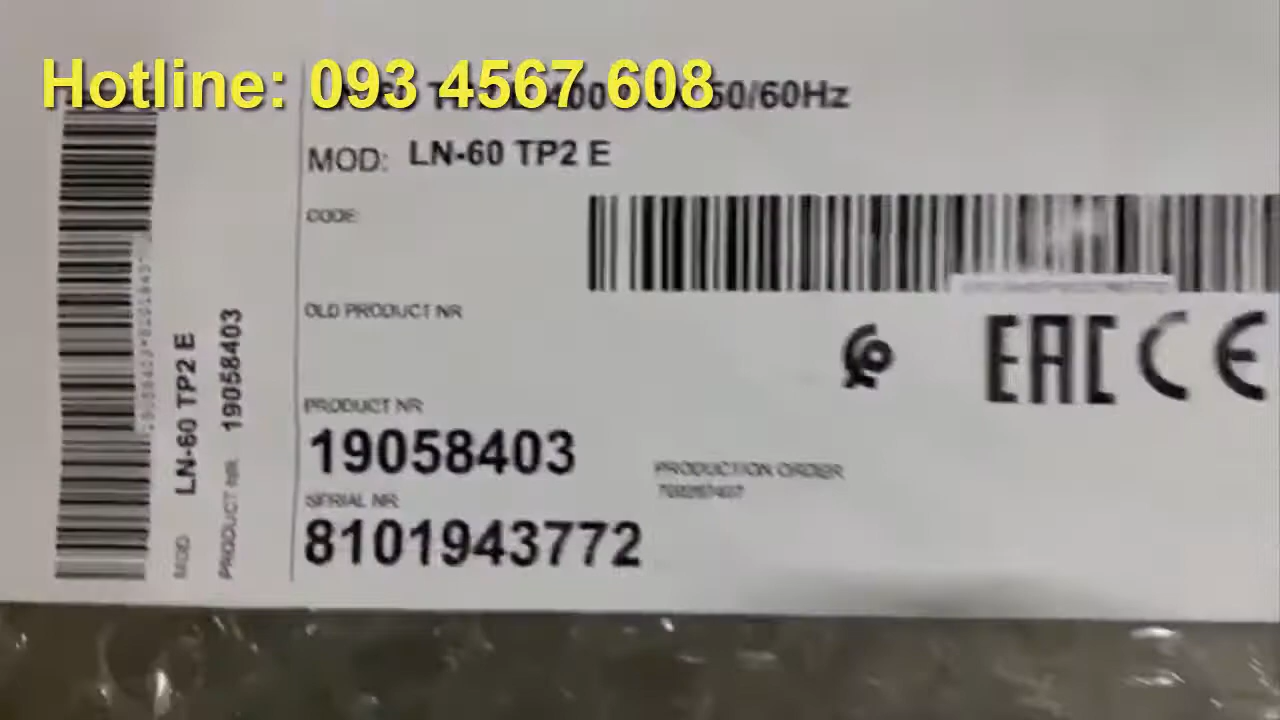 Hotline: 093 4567 608
50/60Hz
MOD: LN-60 TP2 E
CODE:
OLD PRODUCT NR
EAC CE
PRODUCT NR
19058403
PRODUCTION ORDER
SERIAL NR
8101943772
MOD: LN-60 TP2 E
PRODUCT NR. 19058403